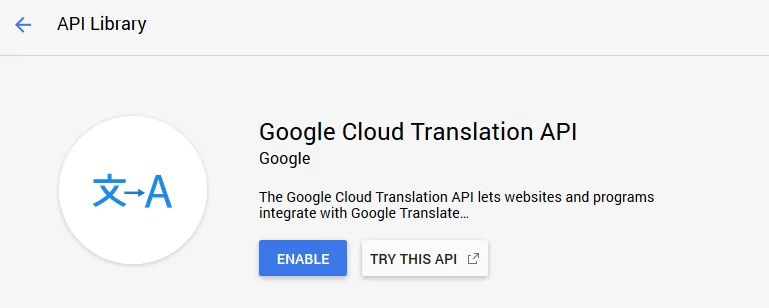 API Library
Google Cloud Translation API
Google
文→A
The Google Cloud Translation API lets websites and programs
integrate with Google Translate…
ENABLE
TRY THIS API